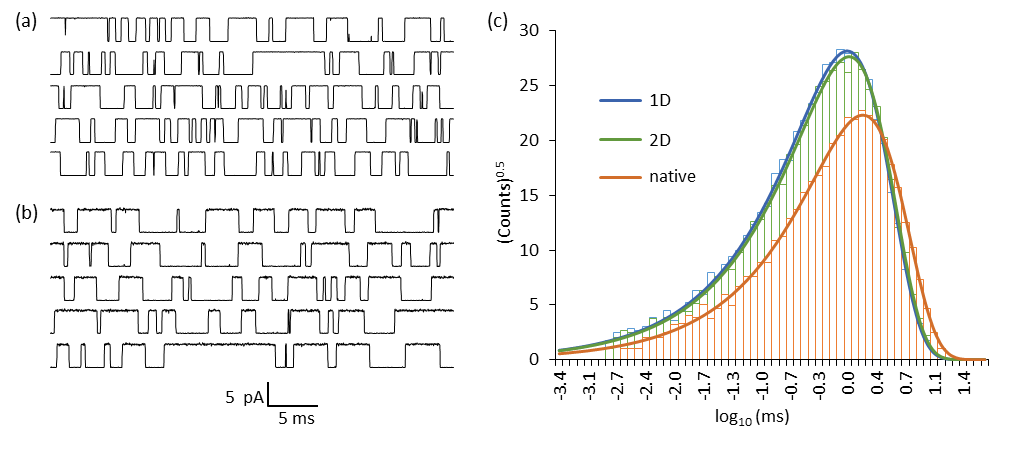 (a)
(b)
5 pA
5 ms
(c)
30
25
20
15
10
5
0
(Counts)0.5
1D
2D
native
-3.4 -3.1 -2.7 -2.4 -2.0 -1.7 -1.3 -1.0 -0.7 -0.3 0.0 0.4 0.7 1.1 1.4
log10 (ms)